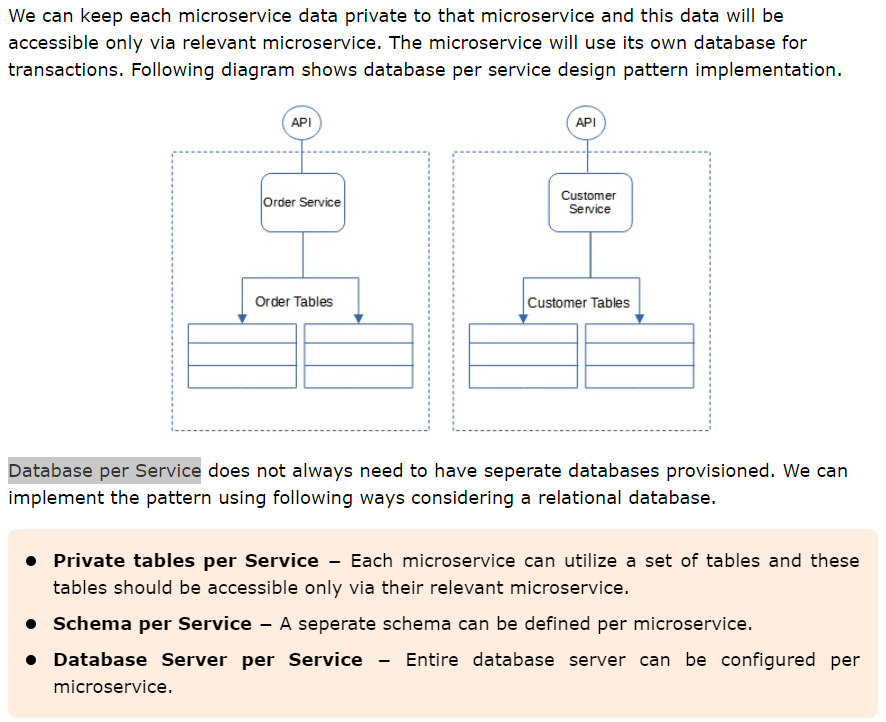 We can keep each microservice data private to that microservice and this data will be
accessible only via relevant microservice. The microservice will use its own database for
transactions. Following diagram shows database per service design pattern implementation.
API
API
Order Service
Customer
Service
Order Tables
Customer Tables
Database per Service does not always need to have seperate databases provisioned. We can
implement the pattern using following ways considering a relational database.
● Private tables per Service − Each microservice can utilize a set of tables and these
tables should be accessible only via their relevant microservice.
● Schema per Service − A seperate schema can be defined per microservice.
● Database Server per Service − Entire database server can be configured per
microservice.